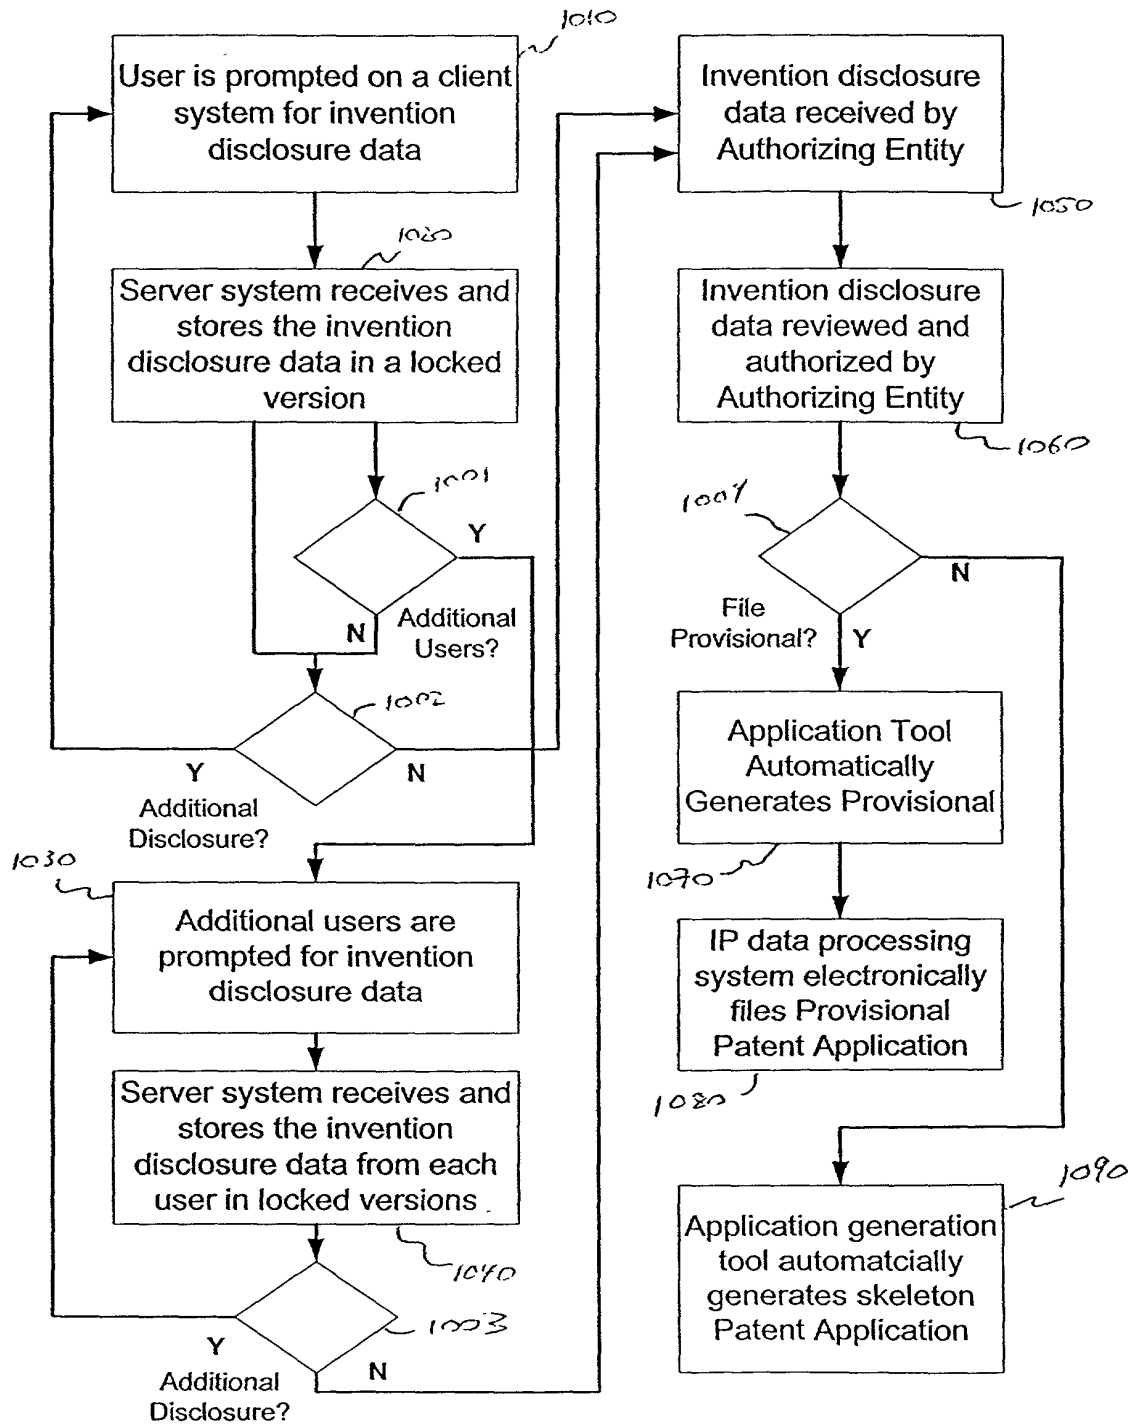 1010
User is prompted on a client
system for invention
disclosure data
1020
Server system receives and
stores the invention
disclosure data in a locked
version
1001
Y
N
Additional
Users?
1002
Y
N
Additional
Disclosure?
1030
Additional users are
prompted for invention
disclosure data
Server system receives and
stores the invention
disclosure data from each
user in locked versions
1040
1003
Y
N
Additional
Disclosure?
Invention disclosure
data received by
Authorizing Entity
1050
Invention disclosure
data reviewed and
authorized by
Authorizing Entity
1060
1004
N
File
Provisional?
Y
Application Tool
Automatically
Generates Provisional
1070
IP data processing
system electronically
files Provisional
Patent Application
1080
1090
Application generation
tool automatcially
generates skeleton
Patent Application